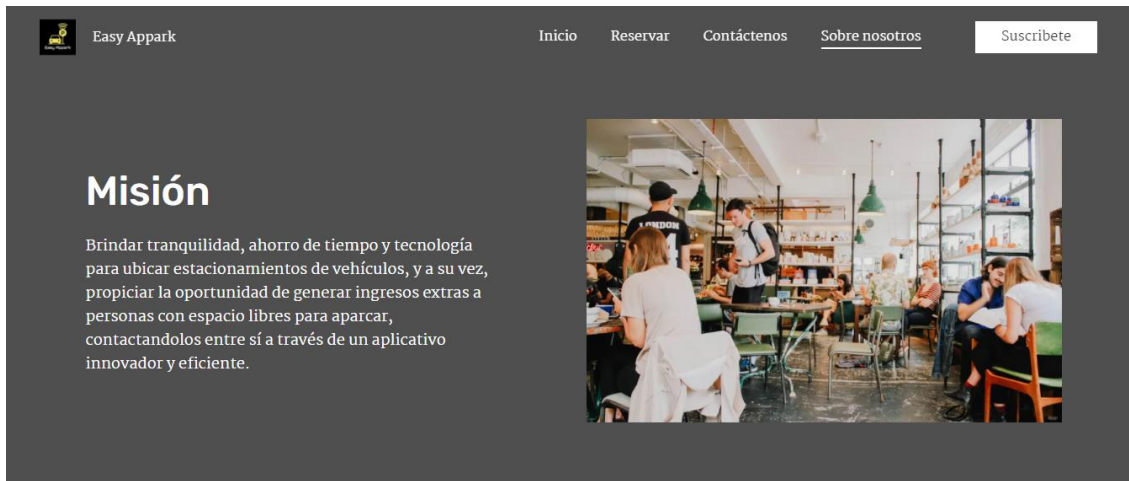 Easy Appark
Inicio
Reservar
Contáctenos
Sobre nosotros
Suscribete
Misión
Brindar tranquilidad, ahorro de tiempo y tecnología
para ubicar estacionamientos de vehículos, y a su vez,
propiciar la oportunidad de generar ingresos extras a
personas con espacio libres para aparcar,
contactandolos entre sí a través de un aplicativo
innovador y eficiente.
LONDON